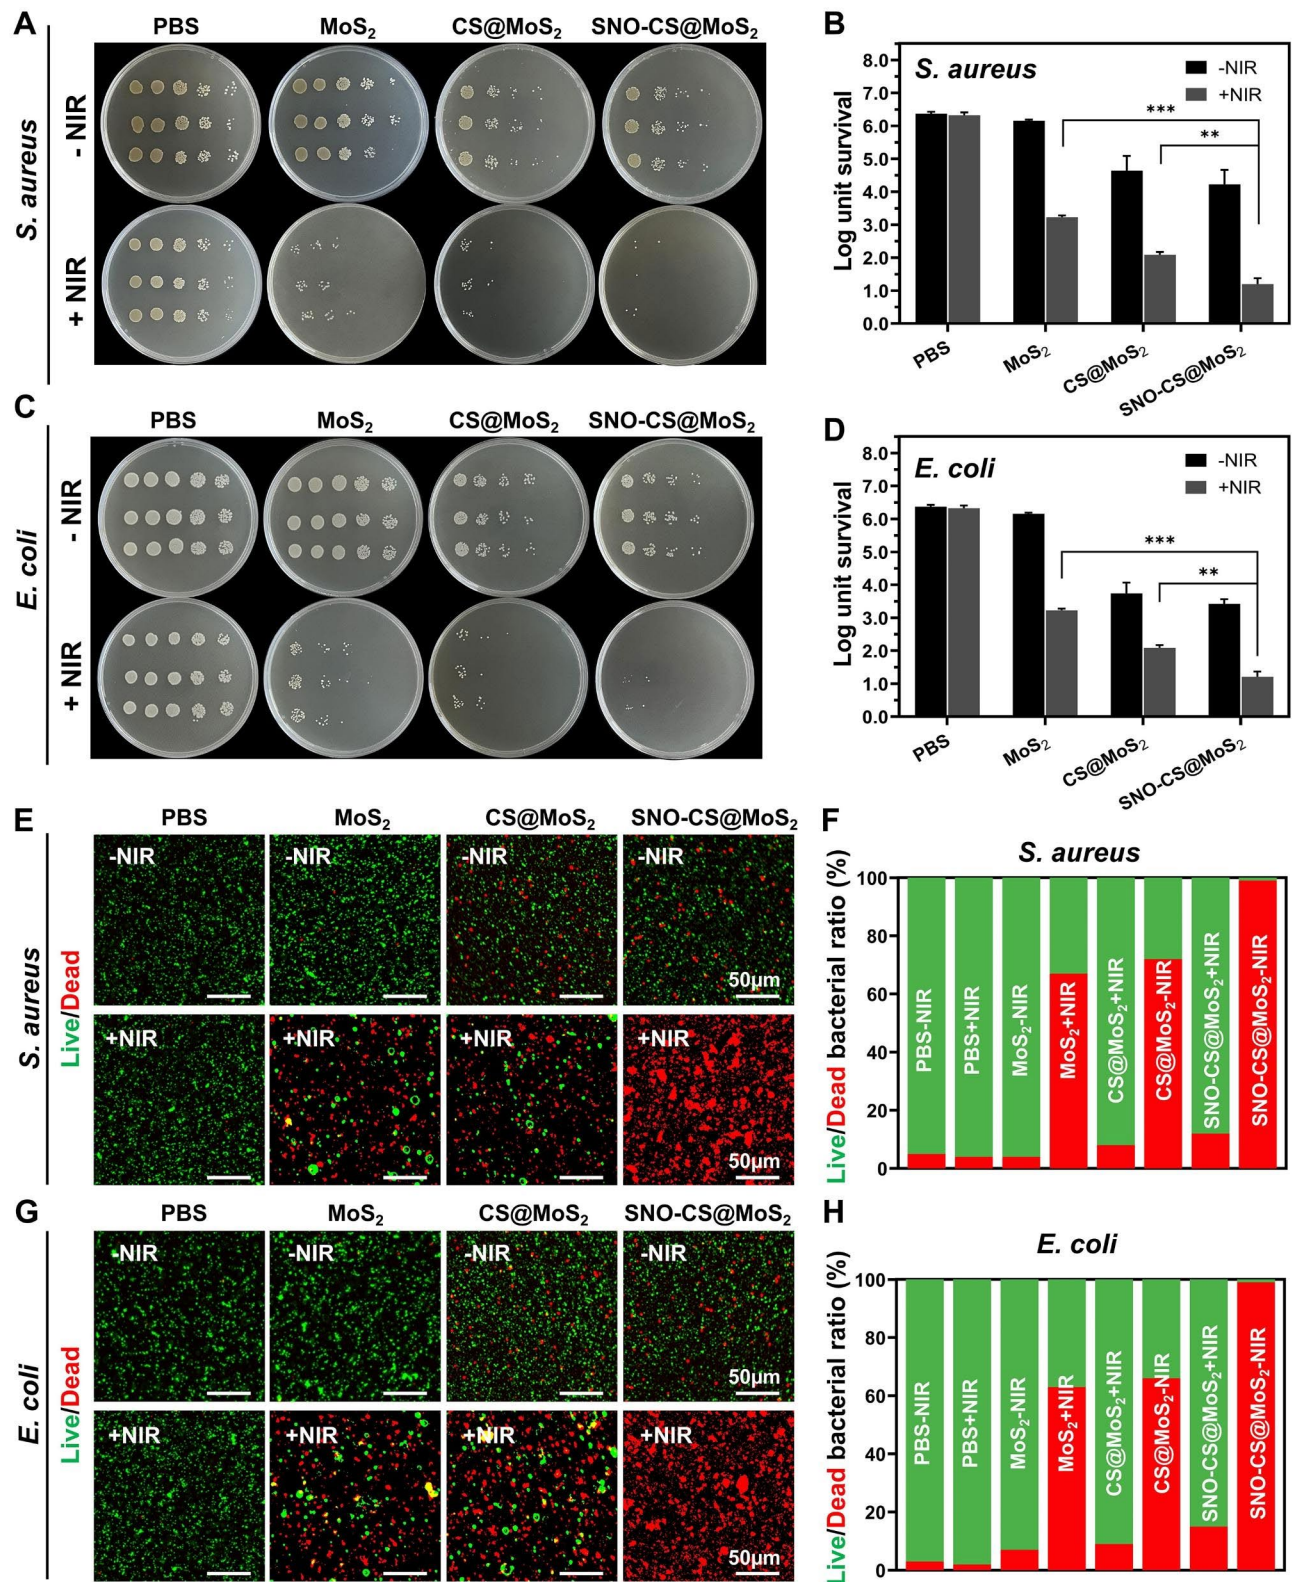 A
PBS MoS₂ CS@MoS₂ SNO-CS@MoS₂
S. aureus
- NIR
+ NIR
B
S. aureus
-NIR
+NIR
***
**
Log unit survival
8.0
7.0
6.0
5.0
4.0
3.0
2.0
1.0
0.0
PBS MoS₂ CS@MoS₂ SNO-CS@MoS₂
C
PBS MoS₂ CS@MoS₂ SNO-CS@MoS₂
E. coli
- NIR
+ NIR
D
E. coli
-NIR
+NIR
***
**
Log unit survival
8.0
7.0
6.0
5.0
4.0
3.0
2.0
1.0
0.0
PBS MoS₂ CS@MoS₂ SNO-CS@MoS₂
E
PBS MoS₂ CS@MoS₂ SNO-CS@MoS₂
S. aureus
Live/Dead
-NIR -NIR -NIR -NIR
50μm
+NIR +NIR +NIR +NIR
50μm
F
S. aureus
Live/Dead bacterial ratio (%)
100
80
60
40
20
0
PBS-NIR
PBS+NIR
MoS₂-NIR
MoS₂+NIR
CS@MoS₂+NIR
CS@MoS₂-NIR
SNO-CS@MoS₂+NIR
SNO-CS@MoS₂-NIR
G
PBS MoS₂ CS@MoS₂ SNO-CS@MoS₂
E. coli
Live/Dead
-NIR -NIR -NIR -NIR
50μm
+NIR +NIR +NIR +NIR
50μm
H
E. coli
Live/Dead bacterial ratio (%)
100
80
60
40
20
0
PBS-NIR
PBS+NIR
MoS₂-NIR
MoS₂+NIR
CS@MoS₂+NIR
CS@MoS₂-NIR
SNO-CS@MoS₂+NIR
SNO-CS@MoS₂-NIR